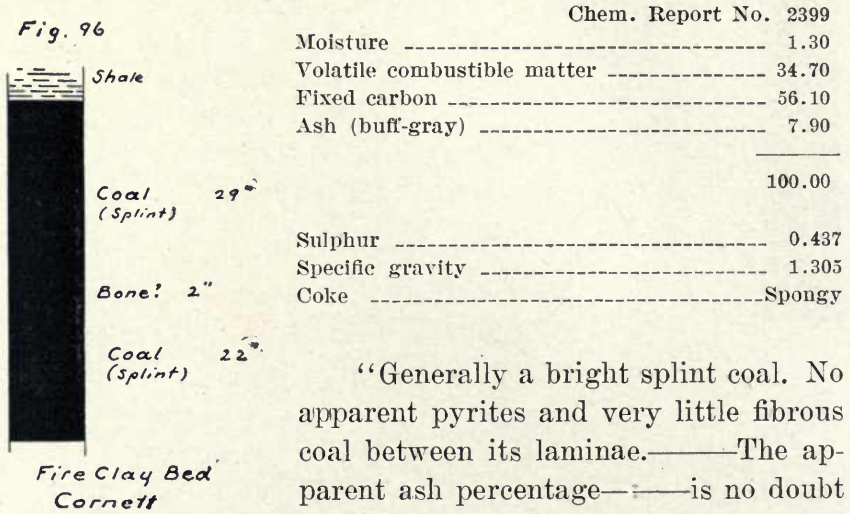 Fig. 96
Shale
Coal 29"
(Splint)
Bone? 2"
Coal 22"
(Splint)
Fire Clay Bed
Cornett
Chem. Report No. 2399
Moisture ------------------------------ 1.30
Volatile combustible matter ------------- 34.70
Fixed carbon -------------------------- 56.10
Ash (buff-gray) ------------------------ 7.90
100.00
Sulphur ------------------------------ 0.437
Specific gravity ----------------------- 1.305
Coke --------------------------------Spongy
“Generally a bright splint coal. No
apparent pyrites and very little fibrous
coal between its laminae.———The ap-
parent ash percentage———is no doubt